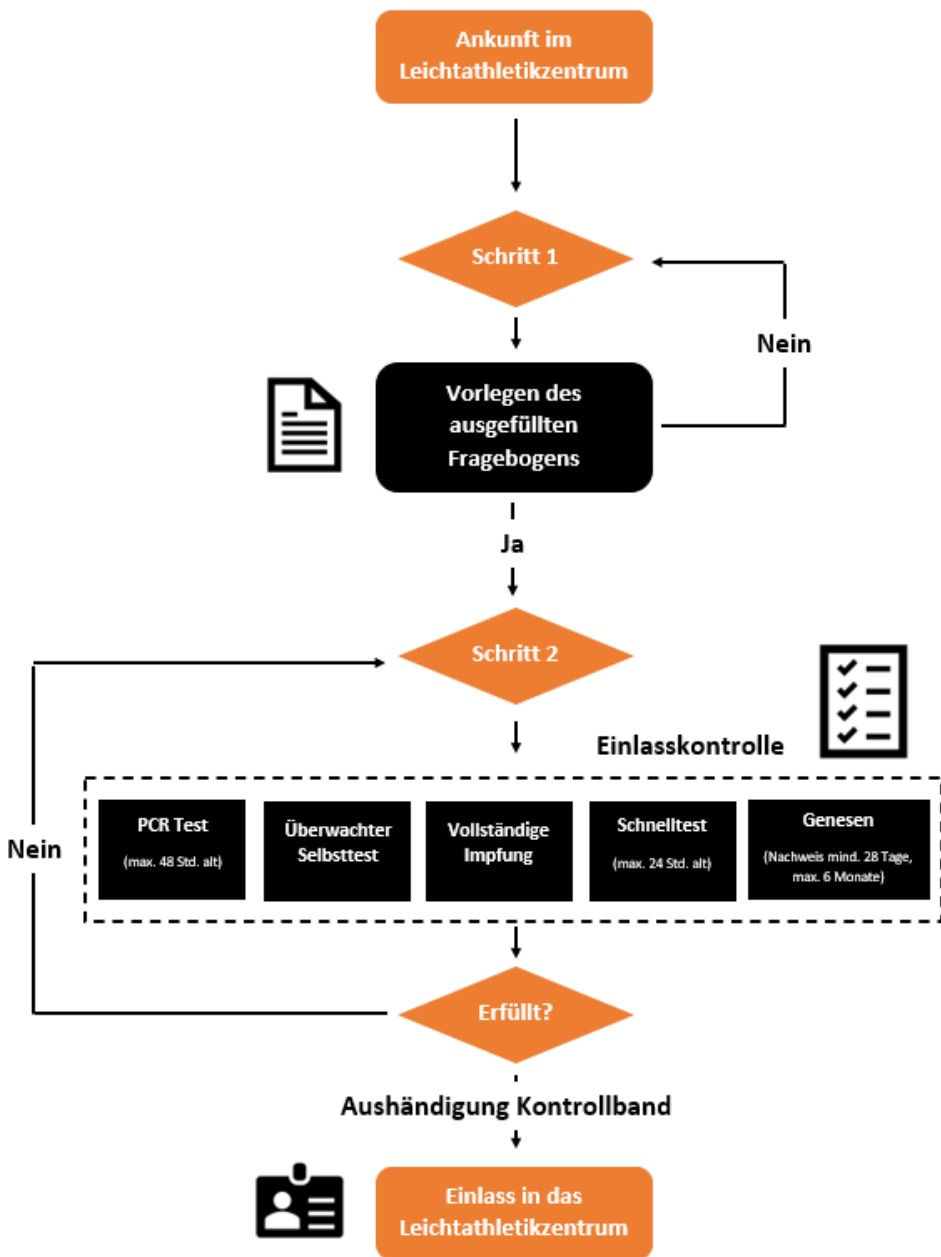 Ankunft im
Leichtathletikzentrum
Schritt 1
Nein
Vorlegen des
ausgefüllten
Fragebogens
Ja
Schritt 2
Einlasskontrolle
Nein
PCR Test
(max. 48 Std. alt)
Überwachter
Selbsttest
Vollständige
Impfung
Schnelltest
(max. 24 Std. alt)
Genesen
(Nachweis mind. 28 Tage,
max. 6 Monate)
Erfüllt?
Aushändigung Kontrollband
Einlass in das
Leichtathletikzentrum